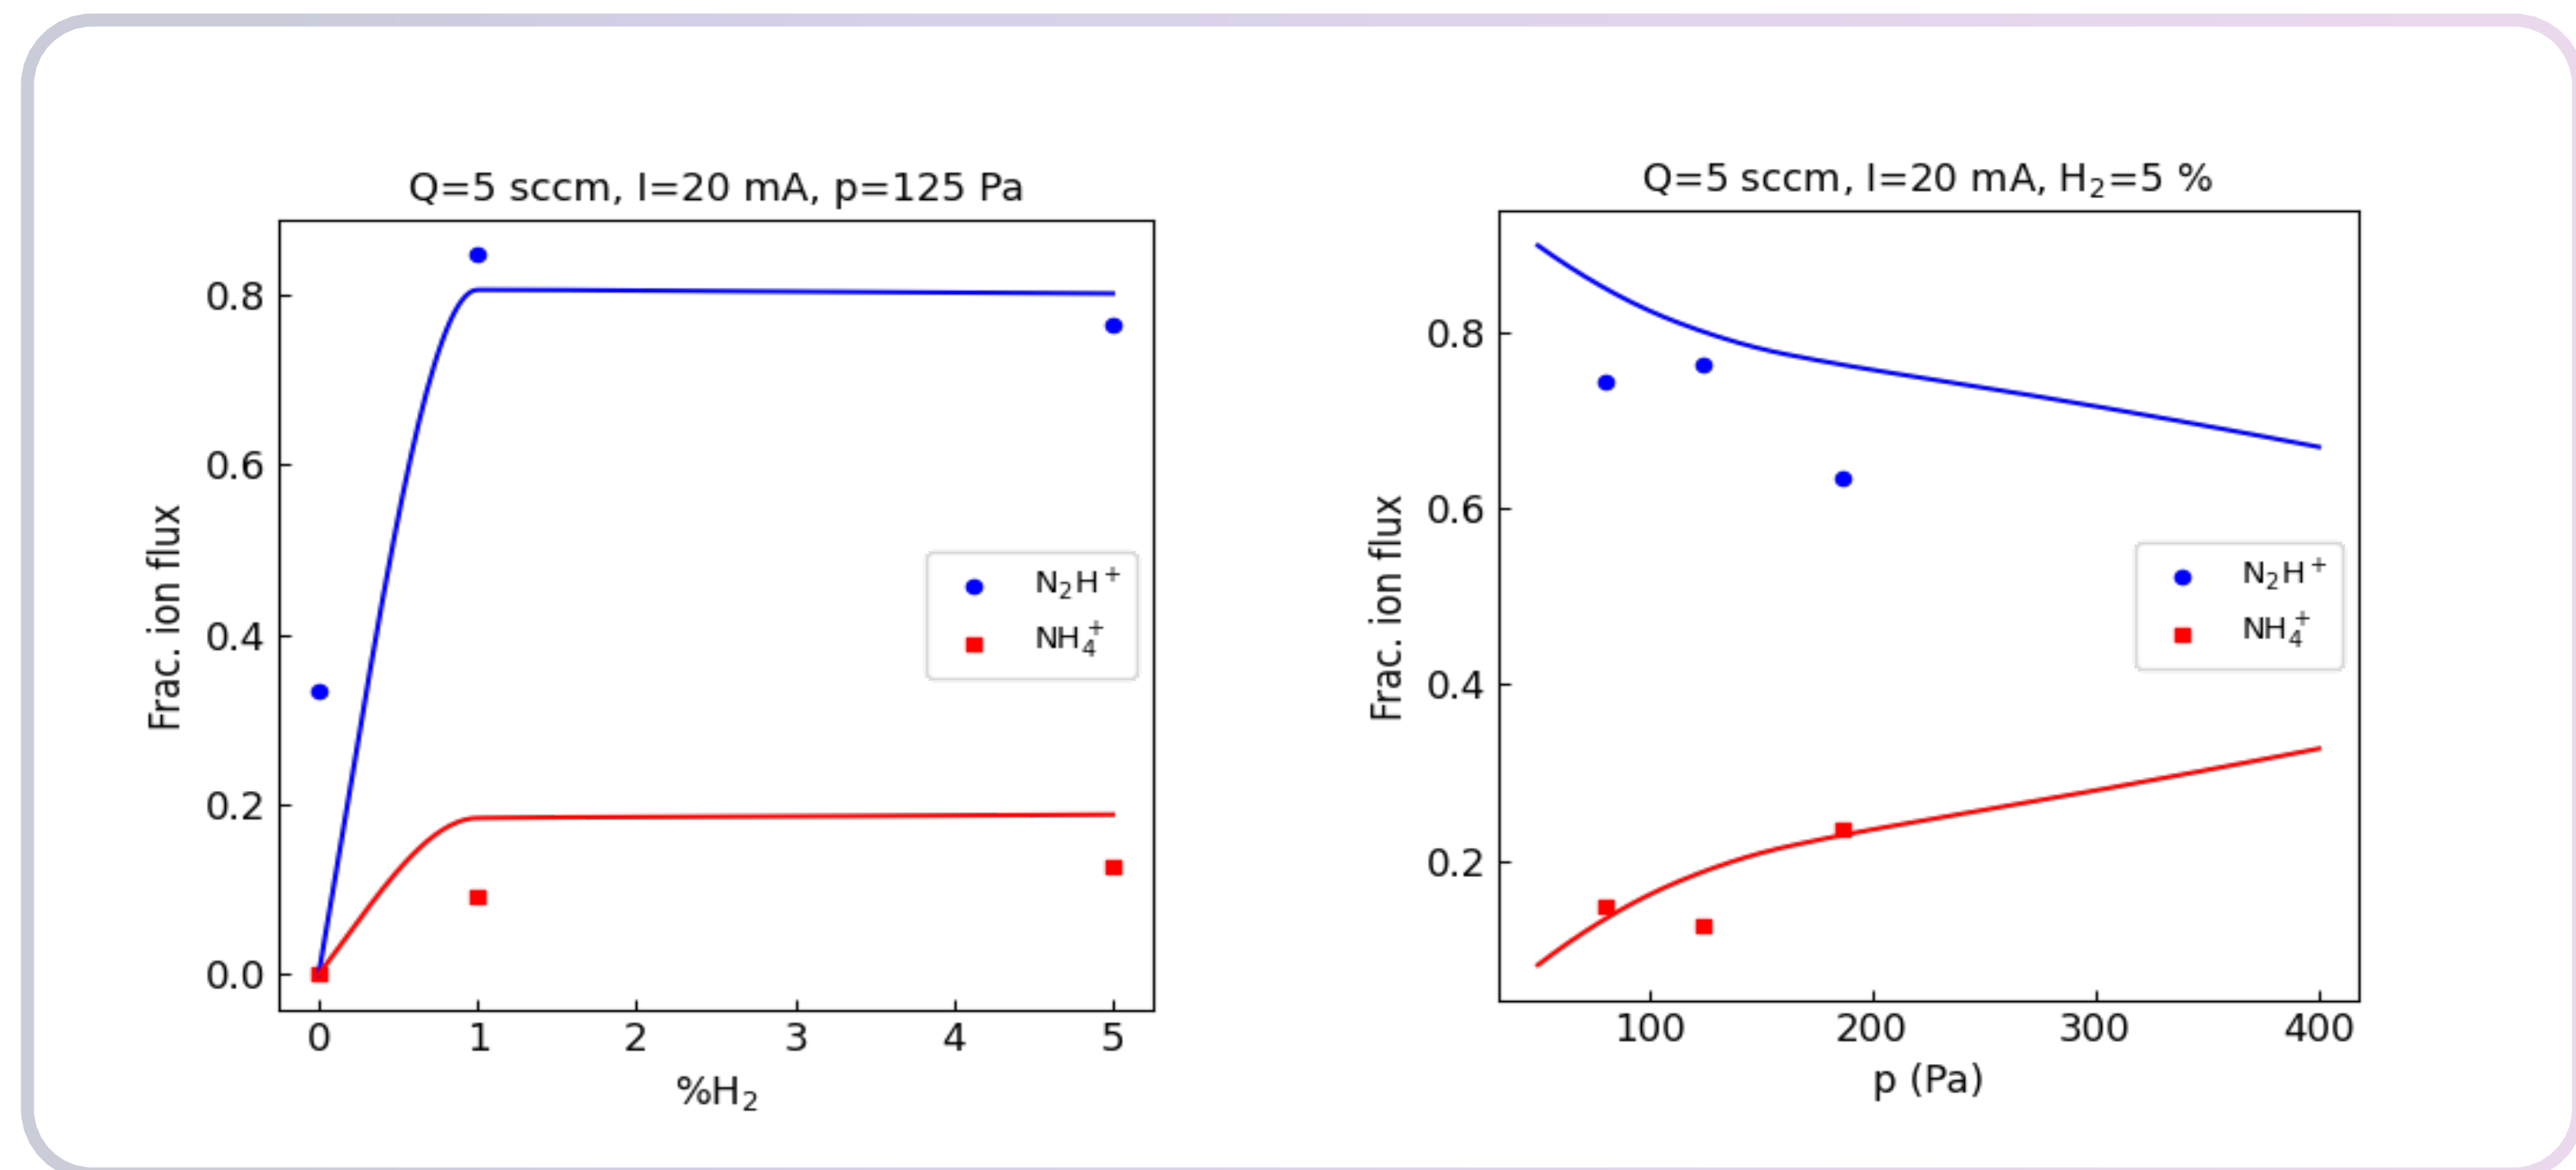 Q=5 sccm, I=20 mA, p=125 Pa
Frac. ion flux
0.8
0.6
0.4
0.2
0.0
N₂H⁺
NH₄⁺
0 1 2 3 4 5
%H₂
Q=5 sccm, I=20 mA, H₂=5 %
Frac. ion flux
0.8
0.6
0.4
0.2
N₂H⁺
NH₄⁺
100 200 300 400
p (Pa)